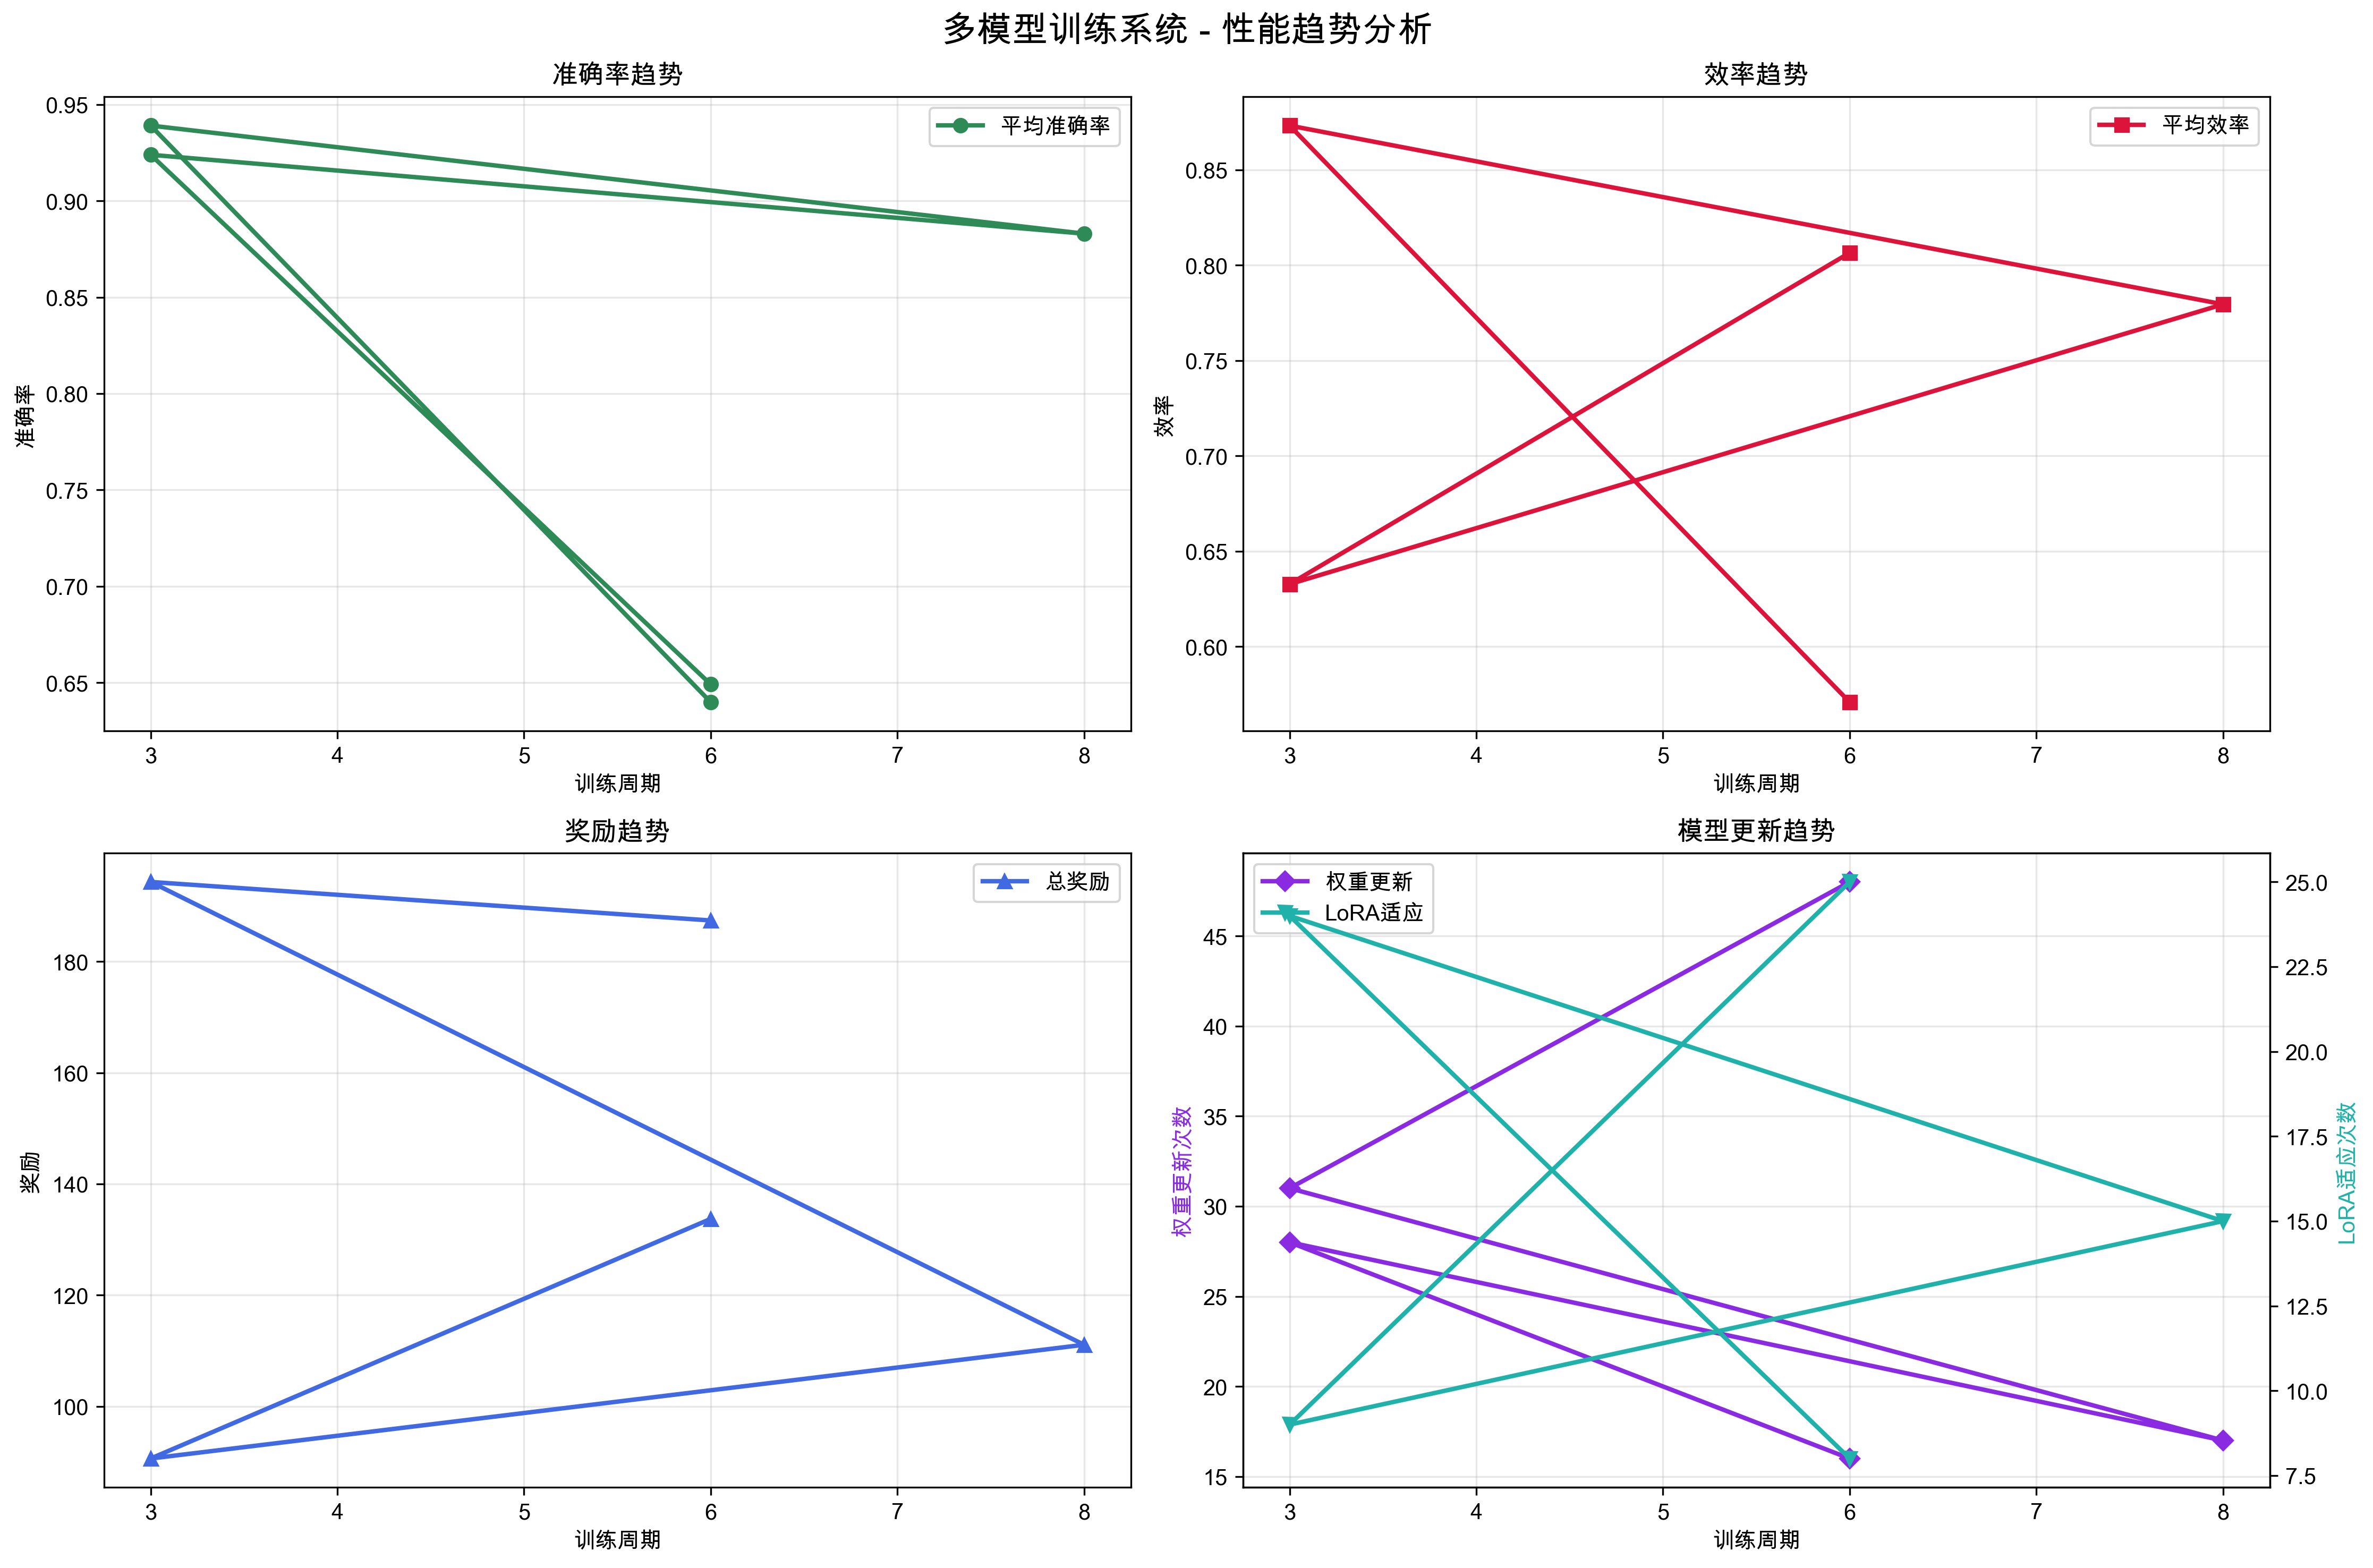 多模型训练系统 - 性能趋势分析
准确率趋势
0.95
0.90
0.85
0.80
0.75
0.70
0.65
准确率
平均准确率
3 4 5 6 7 8
训练周期
效率趋势
0.85
0.80
0.75
0.70
0.65
0.60
效率
平均效率
3 4 5 6 7 8
训练周期
奖励趋势
180
160
140
120
100
奖励
总奖励
3 4 5 6 7 8
训练周期
模型更新趋势
权重更新
LoRA适应
45
40
35
30
25
20
15
权重更新次数
25.0
22.5
20.0
17.5
15.0
12.5
10.0
7.5
LoRA适应次数
3 4 5 6 7 8
训练周期